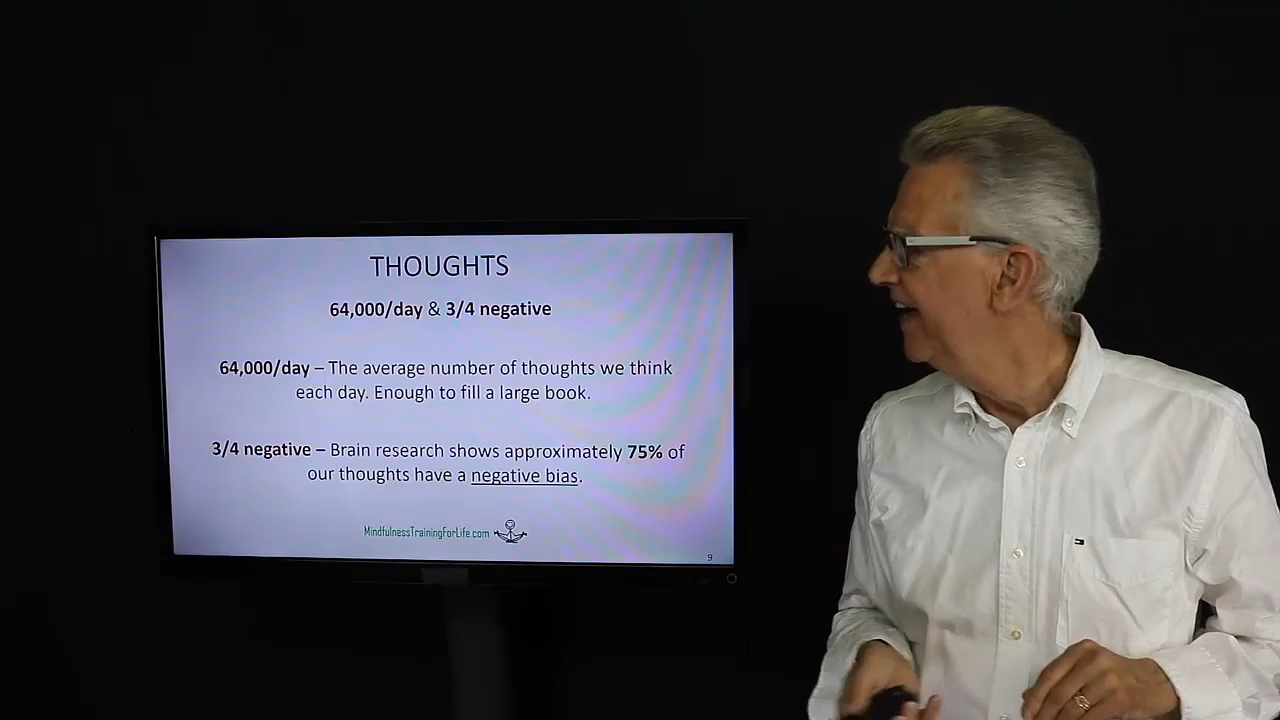 THOUGHTS
64,000/day & 3/4 negative
64,000/day – The average number of thoughts we think
each day. Enough to fill a large book.
3/4 negative – Brain research shows approximately 75% of
our thoughts have a negative bias.
MindfulnessTrainingForLife.com
9